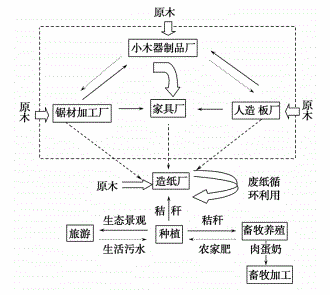 原木
小木器制品厂
原木
锯材加工厂
家具厂
人造 板厂
原木
原木
造纸厂
废纸循
环利用
秸秆
生态景观
秸秆
旅游
种植
畜牧养殖
生活污水
农家肥
肉蛋奶
畜牧加工